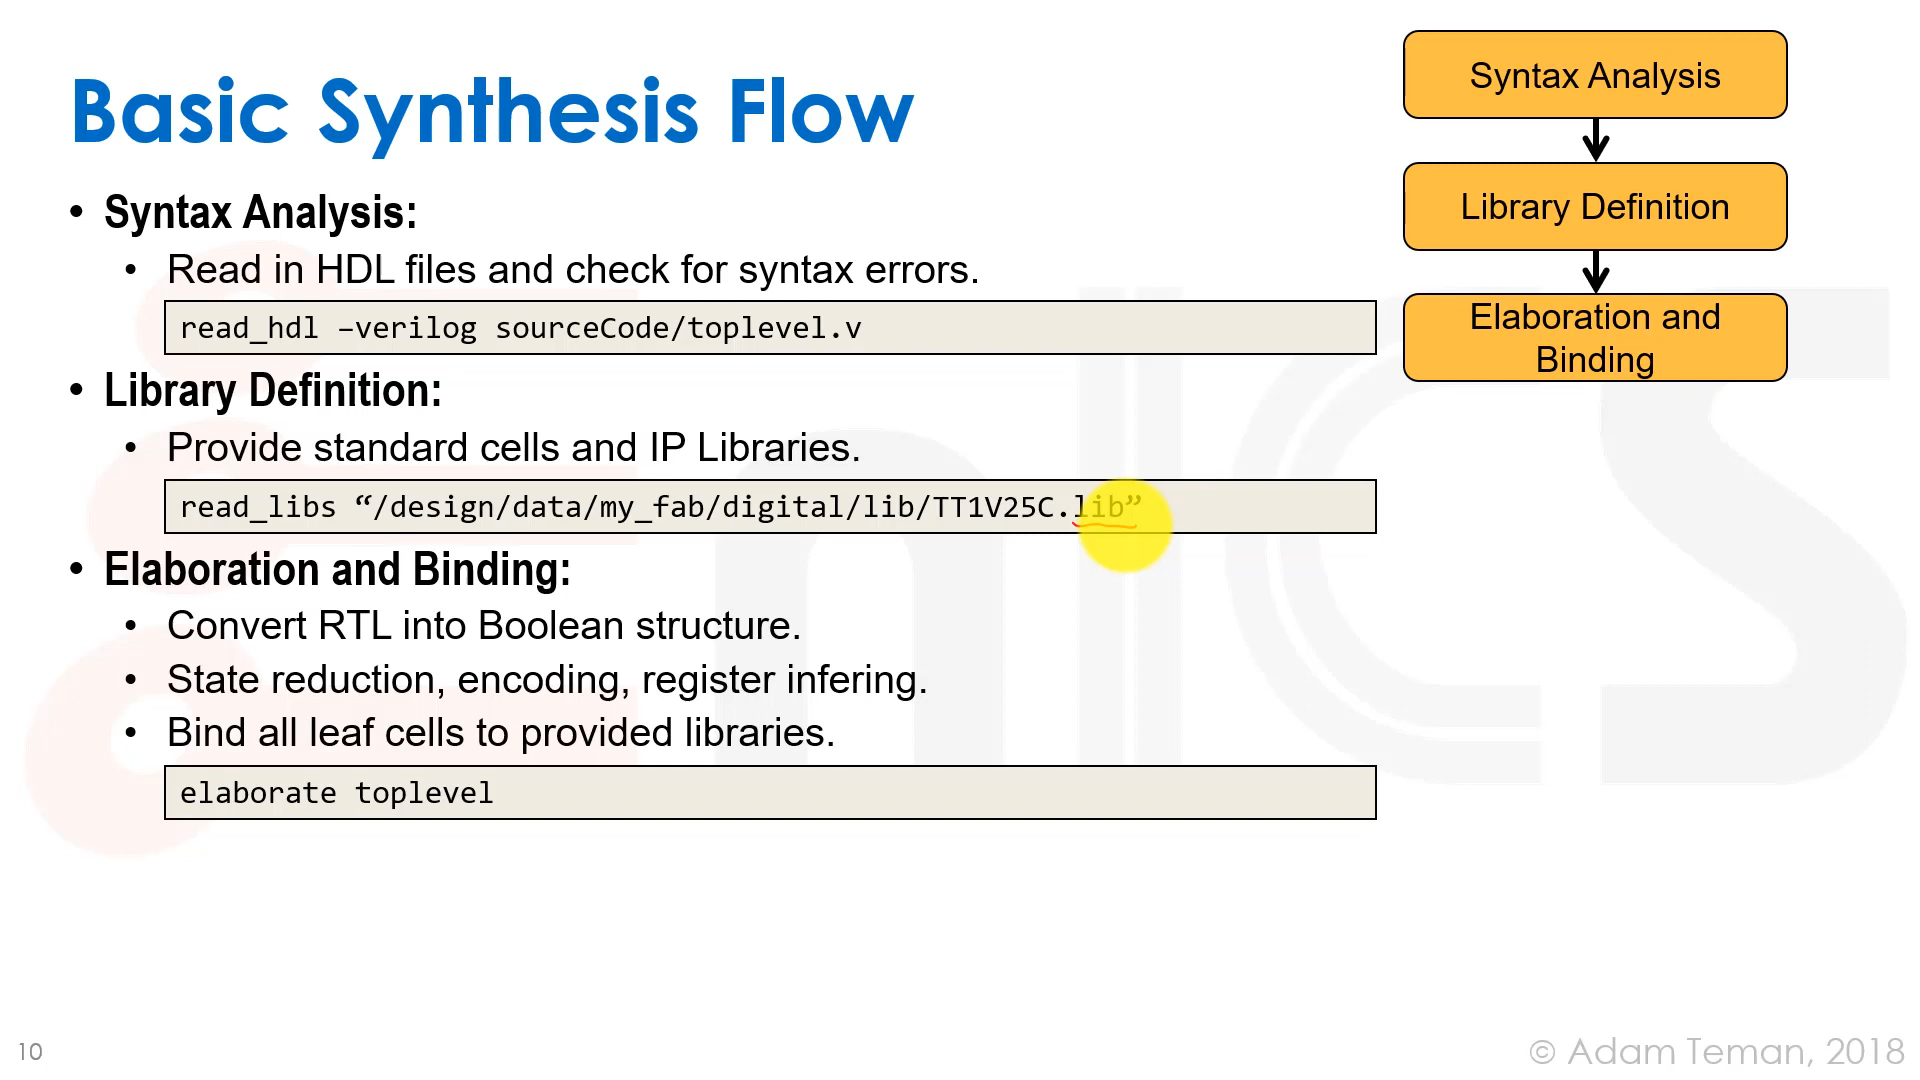 Basic Synthesis Flow
• Syntax Analysis:
• Read in HDL files and check for syntax errors.
read_hdl –verilog sourceCode/toplevel.v
• Library Definition:
• Provide standard cells and IP Libraries.
read_libs “/design/data/my_fab/digital/lib/TT1V25C.lib”
• Elaboration and Binding:
• Convert RTL into Boolean structure.
• State reduction, encoding, register infering.
• Bind all leaf cells to provided libraries.
elaborate toplevel
Syntax Analysis
Library Definition
Elaboration and
Binding
10
© Adam Teman, 2018